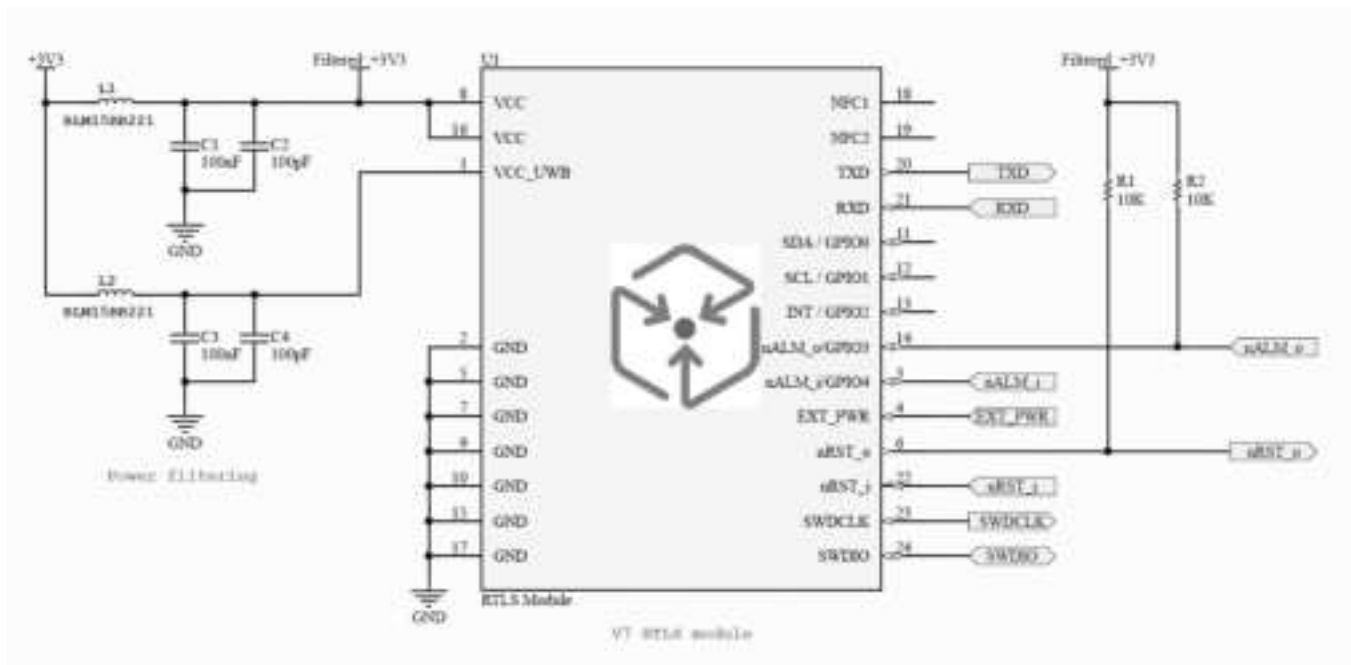 +3V3
Filtered_+3V3
U1
Filtered_+3V3
L1
8
VCC
NFC1
18
C1
100nF
C2
100pF
16
VCC
NFC2
19
1
VCC_UWB
TXD
20
TXD
R1
10K
R2
10K
RXD
21
RXD
GND
SDA / GPIO0
11
SCL / GPIO1
12
L2
INT / GPIO2
13
C3
100nF
C4
100pF
2
GND
nALM_o/GPIO3
14
nALM_o
5
GND
nALM_i/GPIO4
3
nALM_i
7
GND
EXT_PWR
4
EXT_PWR
GND
9
GND
nRST_o
6
nRST_o
Power filtering
10
GND
nRST_i
22
nRST_i
GND
SWDCLK
23
SWDCLK
17
GND
SWDIO
24
SWDIO
GND
RTLS Module
V7 RTLS module